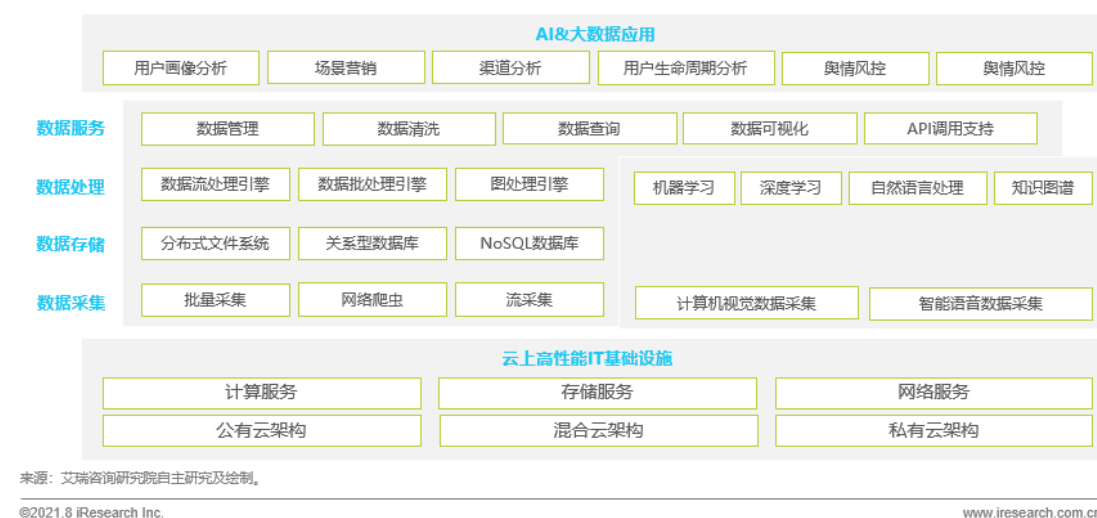 AI&大数据应用
用户画像分析 场景营销 渠道分析 用户生命周期分析 舆情风控 舆情风控
数据服务 数据管理 数据清洗 数据查询 数据可视化 API调用支持
数据处理 数据流处理引擎 数据批处理引擎 图处理引擎 机器学习 深度学习 自然语言处理 知识图谱
数据存储 分布式文件系统 关系型数据库 NoSQL数据库
数据采集 批量采集 网络爬虫 流采集 计算机视觉数据采集 智能语音数据采集
云上高性能IT基础设施
计算服务 存储服务 网络服务
公有云架构 混合云架构 私有云架构
来源：艾瑞咨询研究院自主研究及绘制。
©2021.8 iResearch Inc. www.iresearch.com.c